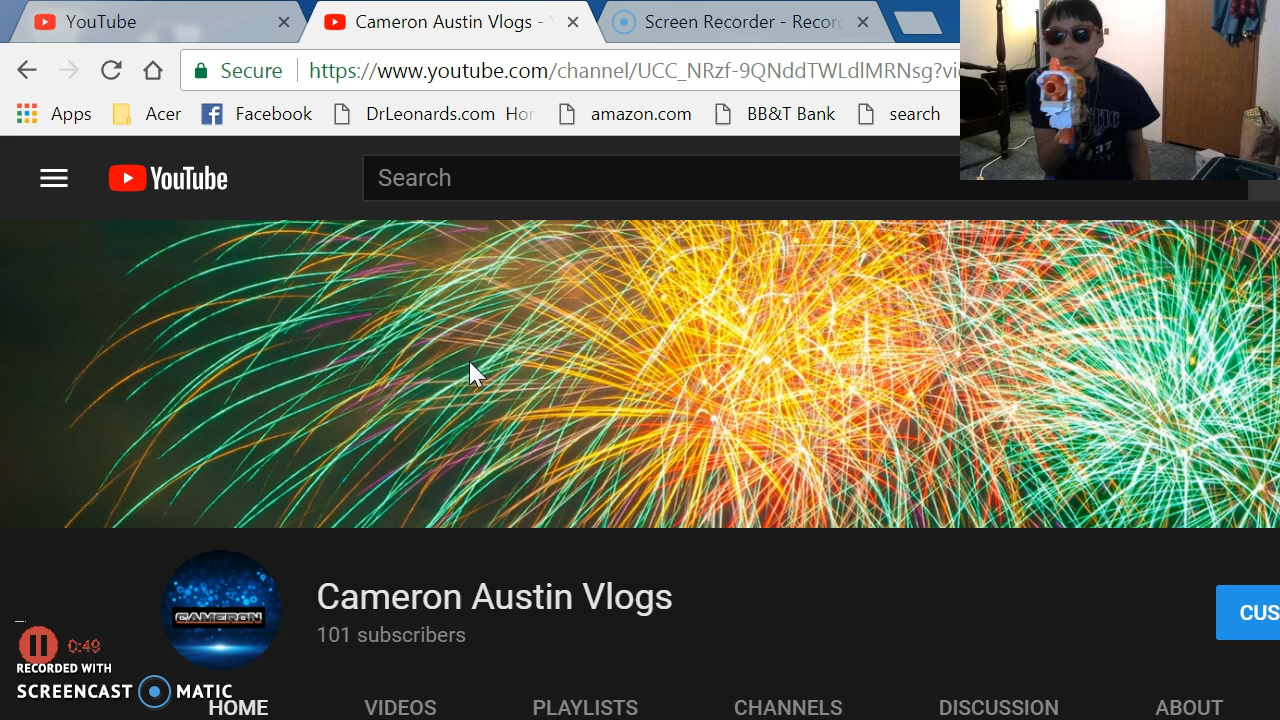 YouTube
Cameron Austin Vlogs -
Screen Recorder - Record
Secure
https://www.youtube.com/channel/UCC_NRzf-9QNddTWLdlMRNsg?vi
Apps
Acer
Facebook
DrLeonards.com Hor
amazon.com
BB&T Bank
search
YouTube
Search
CAMERON
Cameron Austin Vlogs
101 subscribers
CUS
0:49
RECORDED WITH
SCREENCAST MATIC
HOME VIDEOS PLAYLISTS CHANNELS DISCUSSION ABOUT